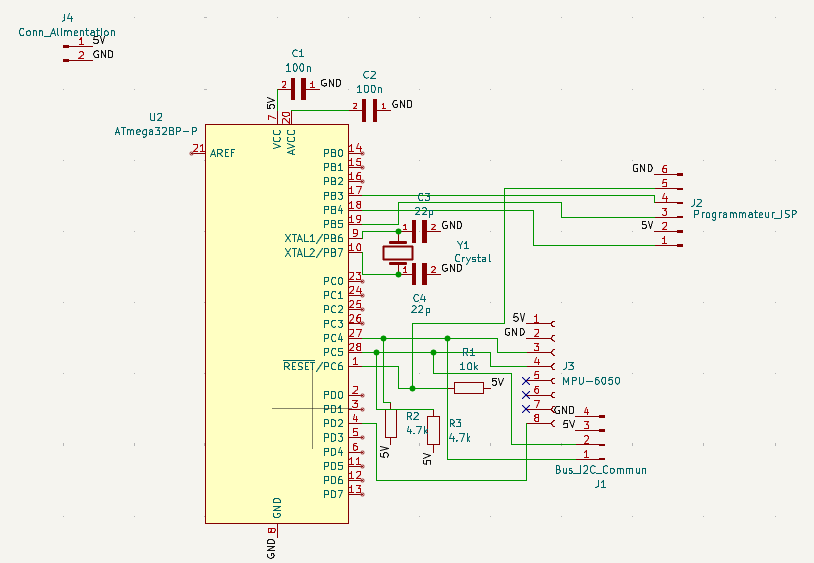 J4
Conn_Alimentation
1 5V
2 GND
C1
100n
2 1 GND
C2
100n
2 1 GND
5V
7
20
U2
ATmega328P-P
VCC
AVCC
21 AREF
PB0 14
PB1 15
PB2 16
PB3 17
PB4 18
PB5 19
XTAL1/PB6 9
XTAL2/PB7 10
PC0 23
PC1 24
PC2 25
PC3 26
PC4 27
PC5 28
RESET/PC6 1
PD0 2
PD1 3
PD2 4
PD3 5
PD4 6
PD5 11
PD6 12
PD7 13
GND
8
GND
C3
22p
1 2 GND
Y1
Crystal
1 2 GND
C4
22p
GND 6
5
4
3
5V 2
1
J2
Programmateur_ISP
5V 1
GND 2
3
4
5
6
7
8
J3
MPU-6050
R1
10k
5V
R2
4.7k
5V
R3
4.7k
5V
GND 4
5V 3
2
1
Bus_I2C_Commun
J1